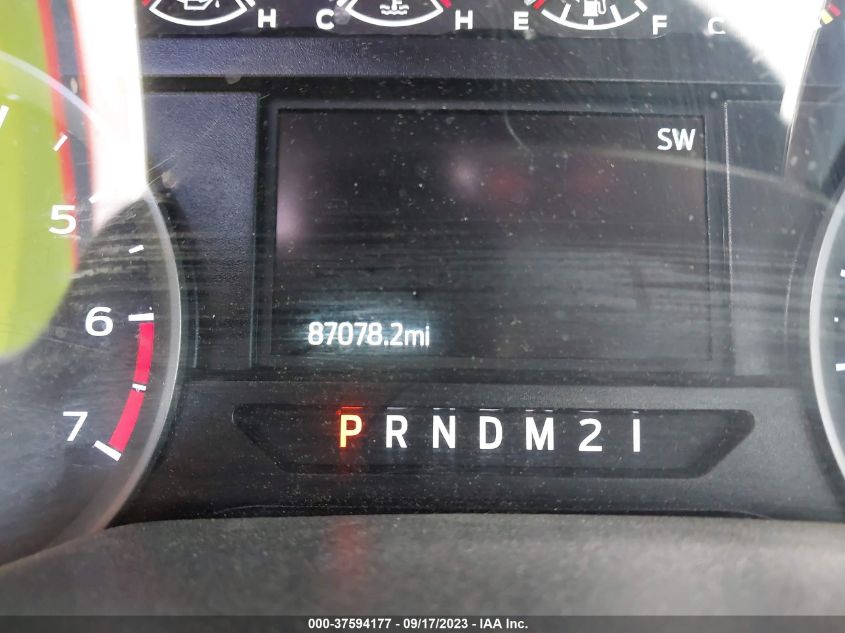 H C H E F C
SW
5
6
87078.2mi
7
P R N D M 2 1
000-37594177 - 09/17/2023 - IAA Inc.